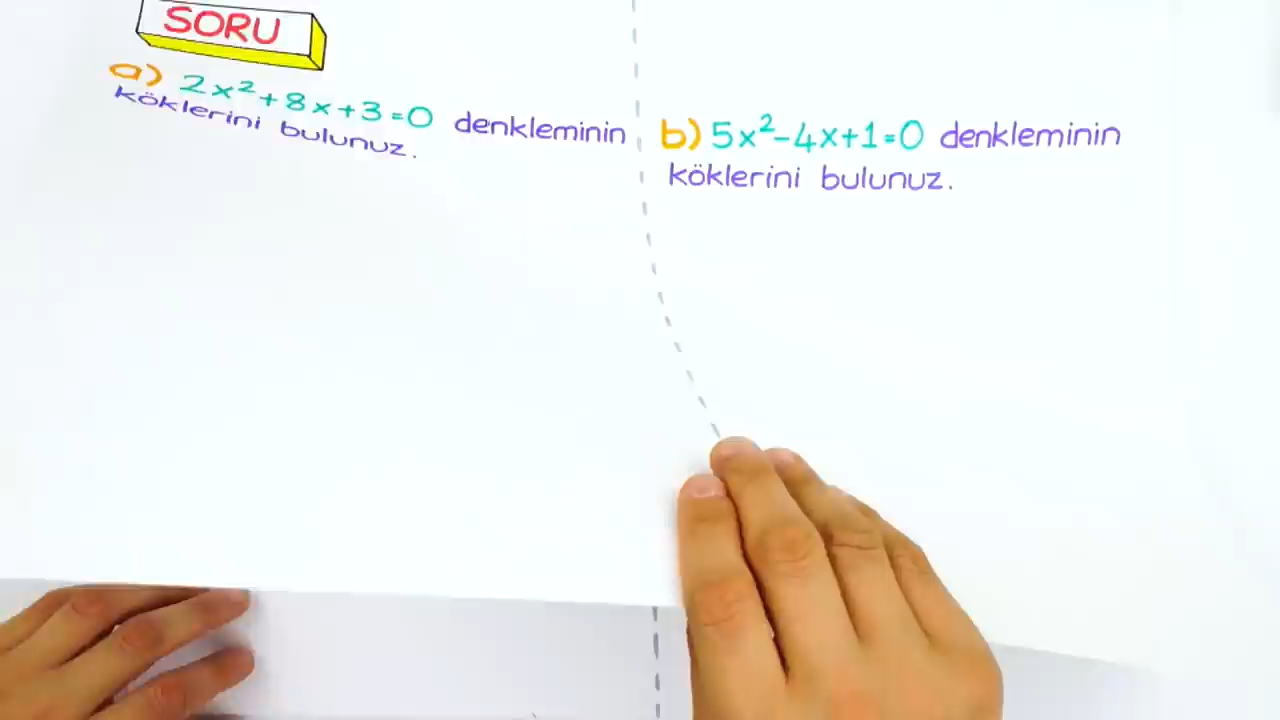 SORU
a) 2x²+8x+3=0 denkleminin
köklerini bulunuz.
b) 5x²-4x+1=0 denkleminin
köklerini bulunuz.